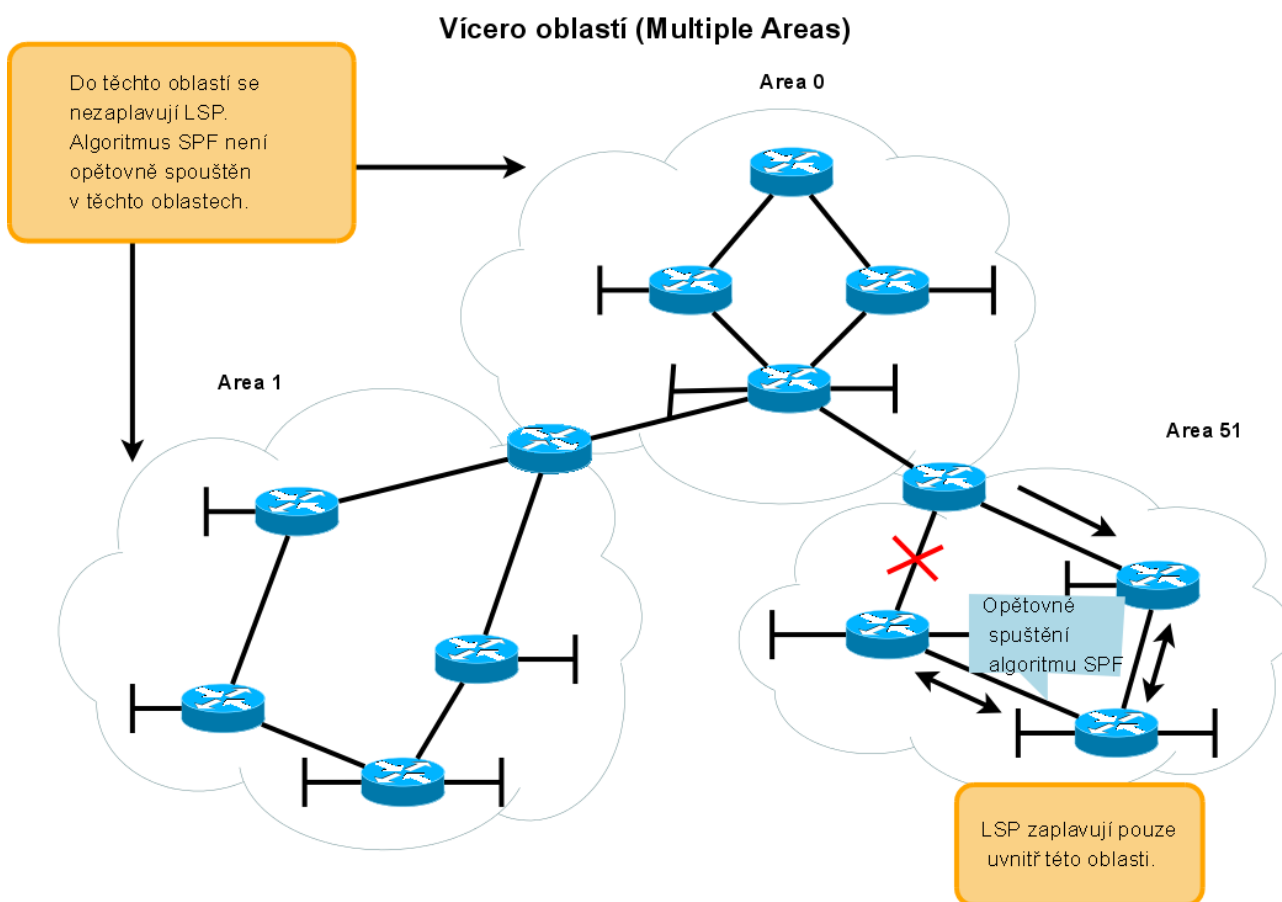 Vícero oblastí (Multiple Areas)
Do těchto oblastí se
nezaplavují LSP.
Algoritmus SPF není
opětovně spouštěn
v těchto oblastech.
Area 0
Area 1
Area 51
Opětovné
spuštění
algoritmu SPF
LSP zaplavují pouze
uvnitř této oblasti.